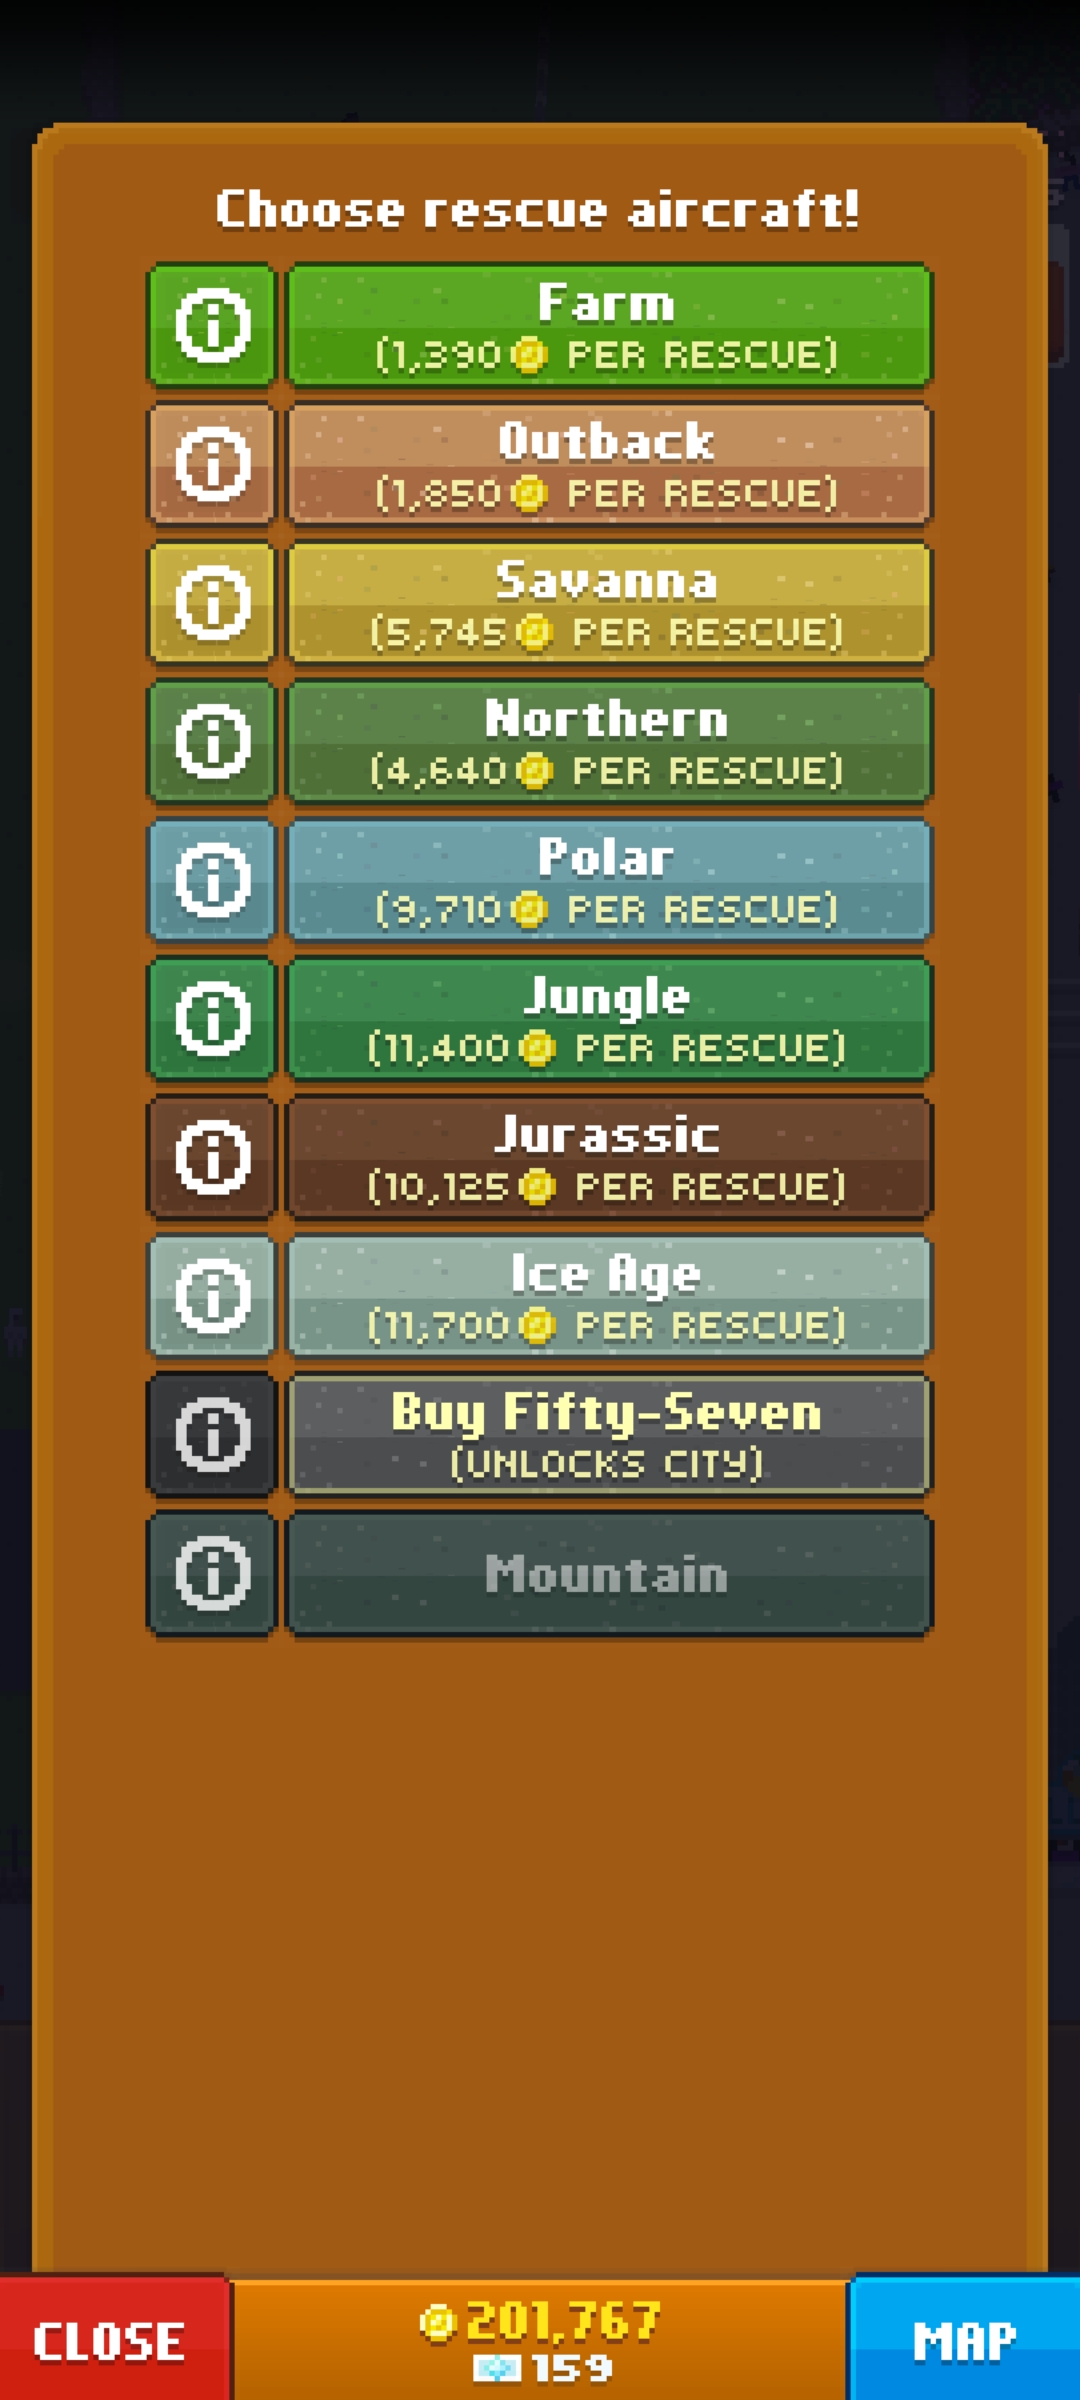 Choose rescue aircraft!
Farm
(1,390 PER RESCUE)
Outback
(1,850 PER RESCUE)
Savanna
(5,745 PER RESCUE)
Northern
(4,640 PER RESCUE)
Polar
(9,710 PER RESCUE)
Jungle
(11,400 PER RESCUE)
Jurassic
(10,125 PER RESCUE)
Ice Age
(11,700 PER RESCUE)
Buy Fifty-Seven
(UNLOCKS CITY)
Mountain
201,767
CLOSE
MAP
159